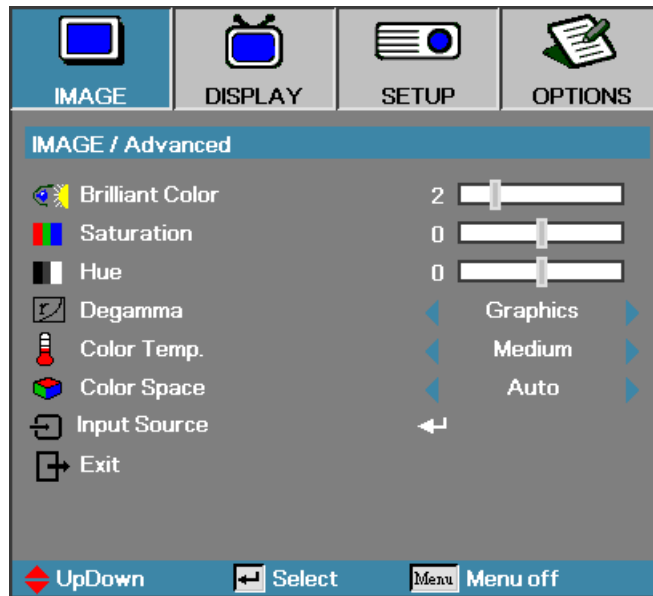 IMAGE DISPLAY SETUP OPTIONS
IMAGE / Advanced
Brilliant Color 2
Saturation 0
Hue 0
Degamma Graphics
Color Temp. Medium
Color Space Auto
Input Source
Exit
UpDown Select Menu Menu off